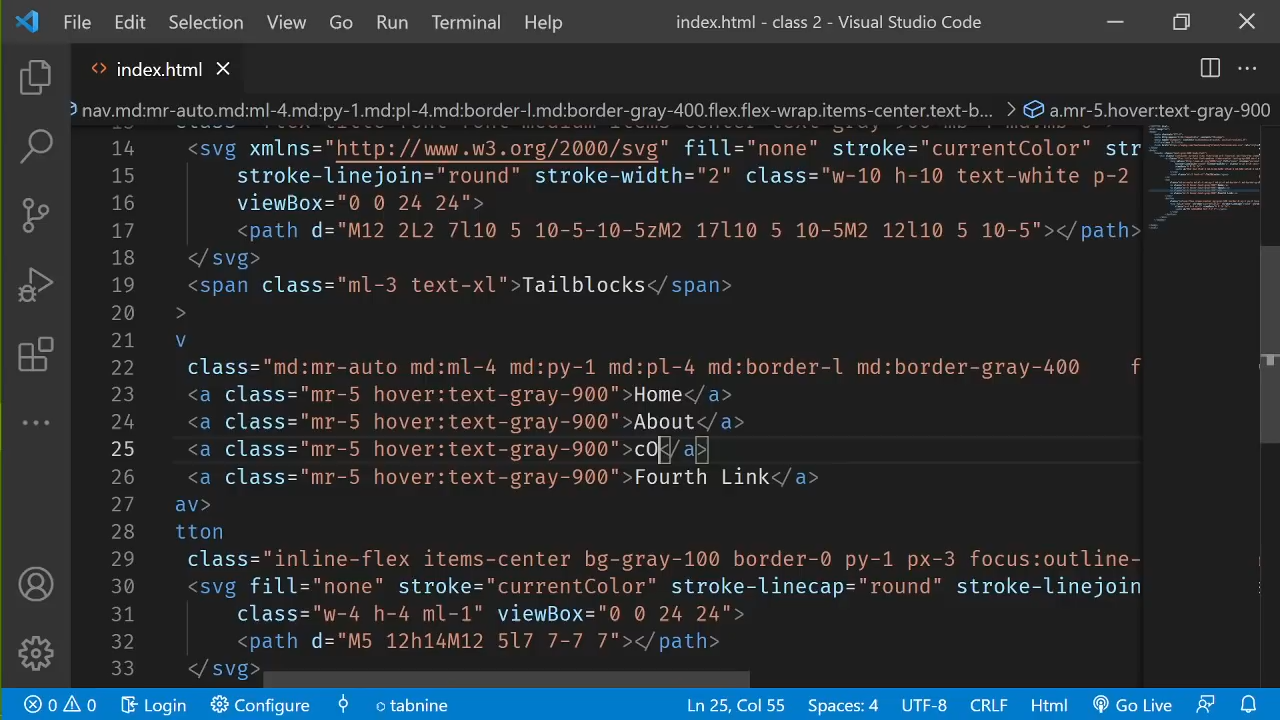 File Edit Selection View Go Run Terminal Help index.html - class 2 - Visual Studio Code
index.html
nav.md:mr-auto.md:ml-4.md:py-1.md:pl-4.md:border-l.md:border-gray-400.flex.flex-wrap.items-center.text-b... a.mr-5.hover:text-gray-900
14 <svg xmlns="http://www.w3.org/2000/svg" fill="none" stroke="currentColor" str
15 stroke-linejoin="round" stroke-width="2" class="w-10 h-10 text-white p-2
16 viewBox="0 0 24 24">
17 <path d="M12 2L2 7l10 5 10-5-10-5zM2 17l10 5 10-5M2 12l10 5 10-5"></path>
18 </svg>
19 <span class="ml-3 text-xl">Tailblocks</span>
20 >
21 v
22 class="md:mr-auto md:ml-4 md:py-1 md:pl-4 md:border-l md:border-gray-400 f
23 <a class="mr-5 hover:text-gray-900">Home</a>
24 <a class="mr-5 hover:text-gray-900">About</a>
25 <a class="mr-5 hover:text-gray-900">cO</a>
26 <a class="mr-5 hover:text-gray-900">Fourth Link</a>
27 av>
28 tton
29 class="inline-flex items-center bg-gray-100 border-0 py-1 px-3 focus:outline-
30 <svg fill="none" stroke="currentColor" stroke-linecap="round" stroke-linejoin
31 class="w-4 h-4 ml-1" viewBox="0 0 24 24">
32 <path d="M5 12h14M12 5l7 7-7 7"></path>
33 </svg>
0 0 Login Configure tabnine Ln 25, Col 55 Spaces: 4 UTF-8 CRLF Html Go Live